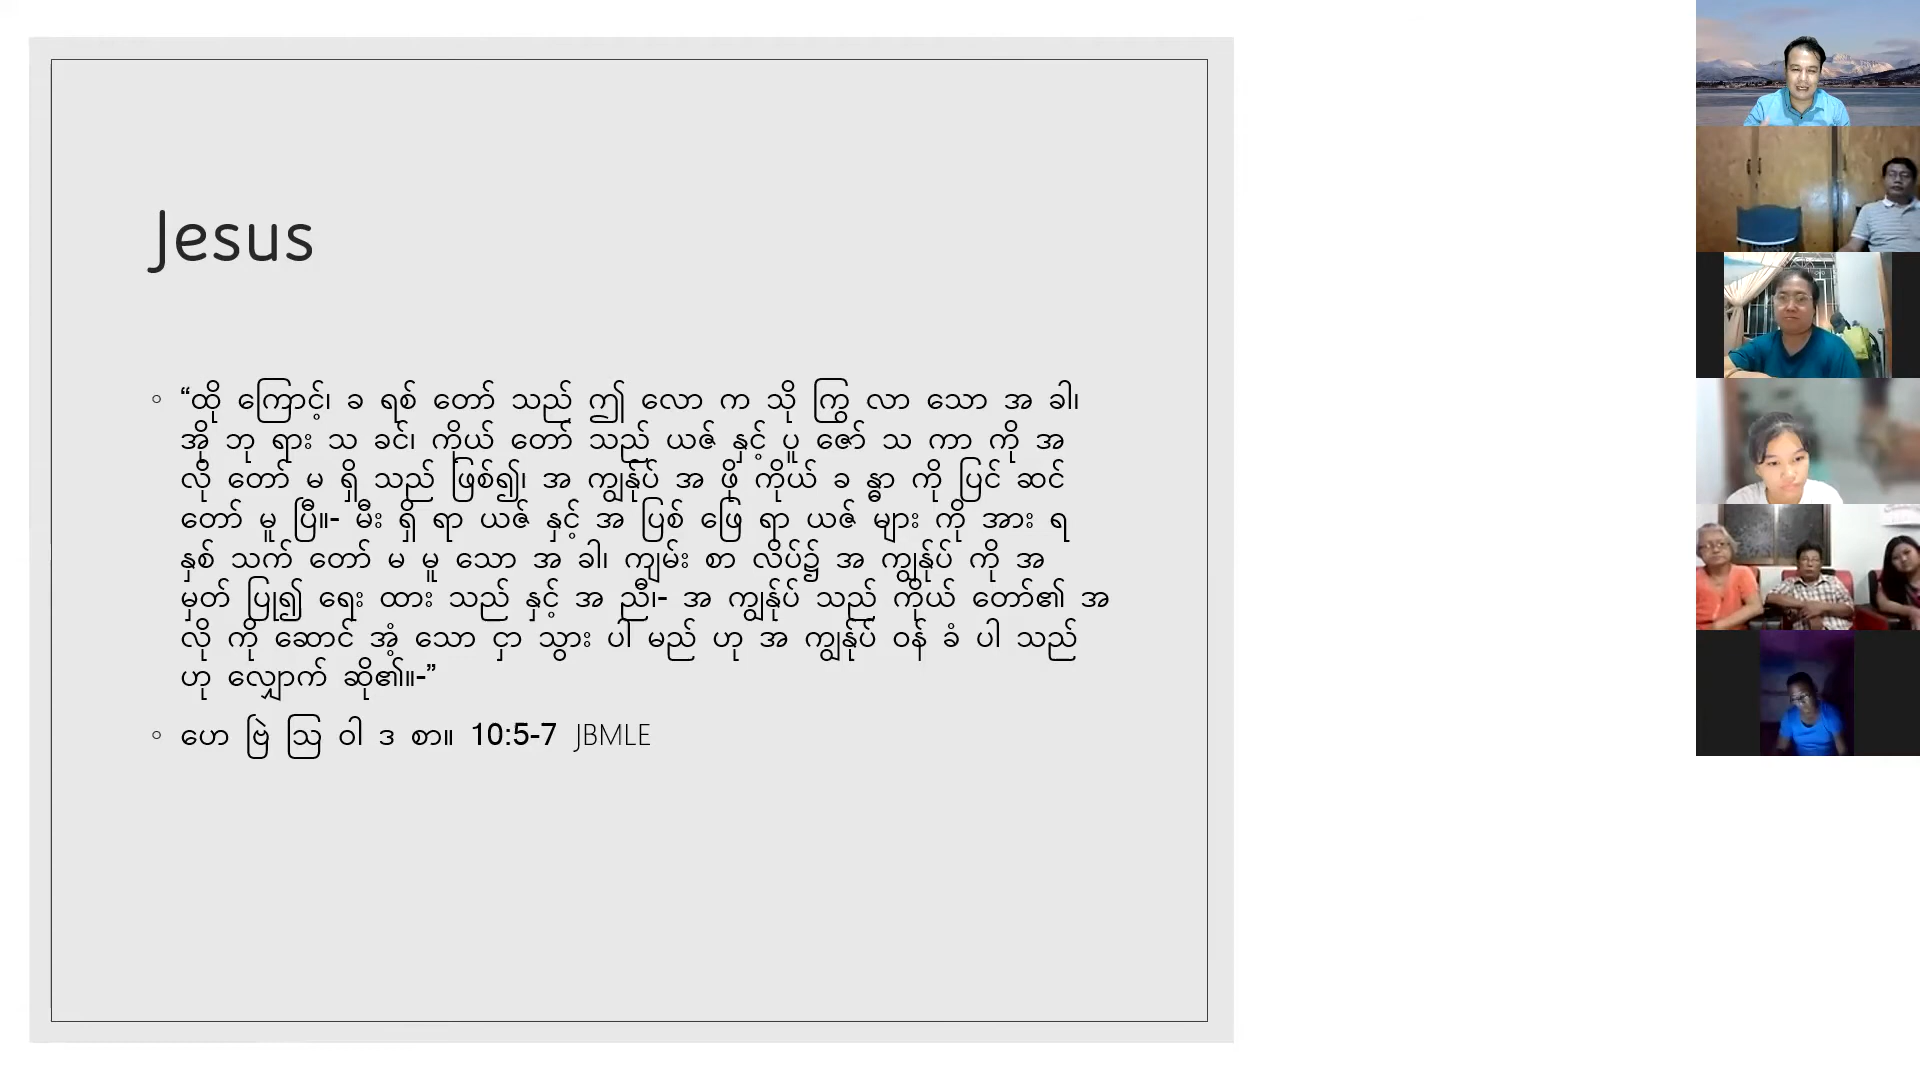 Jesus
◦ “ထို ကြောင့်၊ ခ ရစ် တော် သည် ဤ လော က သို ကြွ လာ သော အ ခါ၊
အို ဘု ရား သ ခင်၊ ကိုယ် တော် သည် ယဇ် နှင့် ပူ ဇော် သ ကာ ကို အ
လို တော် မ ရှိ သည် ဖြစ်၍၊ အ ကျွန်ုပ် အ ဖို ကိုယ် ခ န္ဓာ ကို ပြင် ဆင်
တော် မူ ပြီ။- မီး ရှိ ရာ ယဇ် နှင့် အ ပြစ် ဖြေ ရာ ယဇ် များ ကို အား ရ
နှစ် သက် တော် မ မူ သော အ ခါ၊ ကျမ်း စာ လိပ်၌ အ ကျွန်ုပ် ကို အ
မှတ် ပြု၍ ရေး ထား သည် နှင့် အ ညီ၊- အ ကျွန်ုပ် သည် ကိုယ် တော်၏ အ
လို ကို ဆောင် အံ့ သော ငှာ သွား ပါ မည် ဟု အ ကျွန်ုပ် ဝန် ခံ ပါ သည်
ဟု လျှောက် ဆို၏။-”
◦ ဟေ ဗြဲ ဩ ဝါ ဒ စာ။ 10:5-7 JBMLE